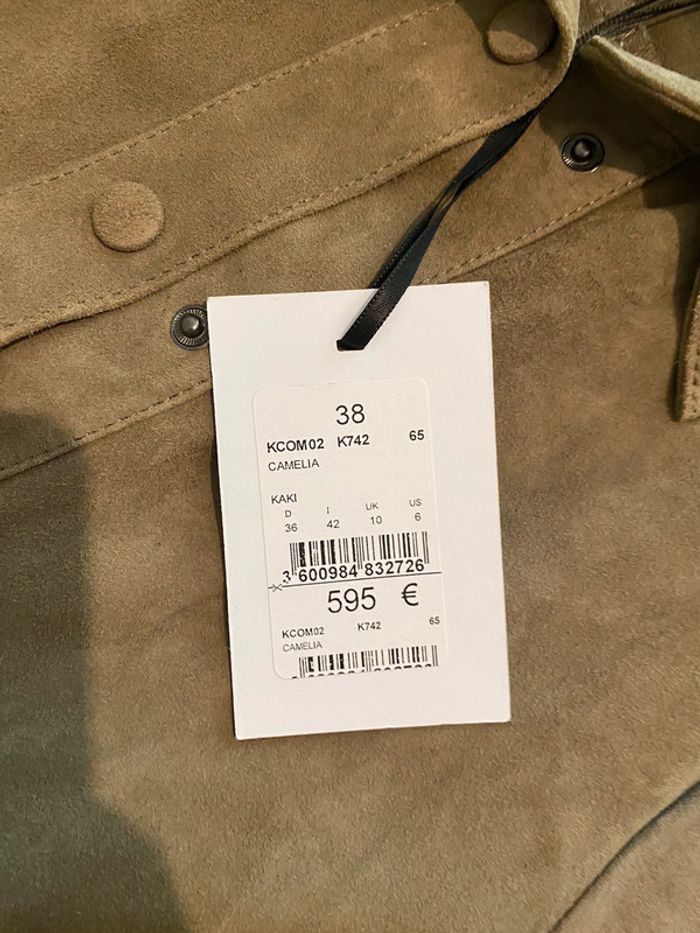 38
KCOM02 K742 65
CAMELIA
KAKI
D I UK US
36 42 10 6
3 600984 832726
595 €
KCOM02 K742 65
CAMELIA